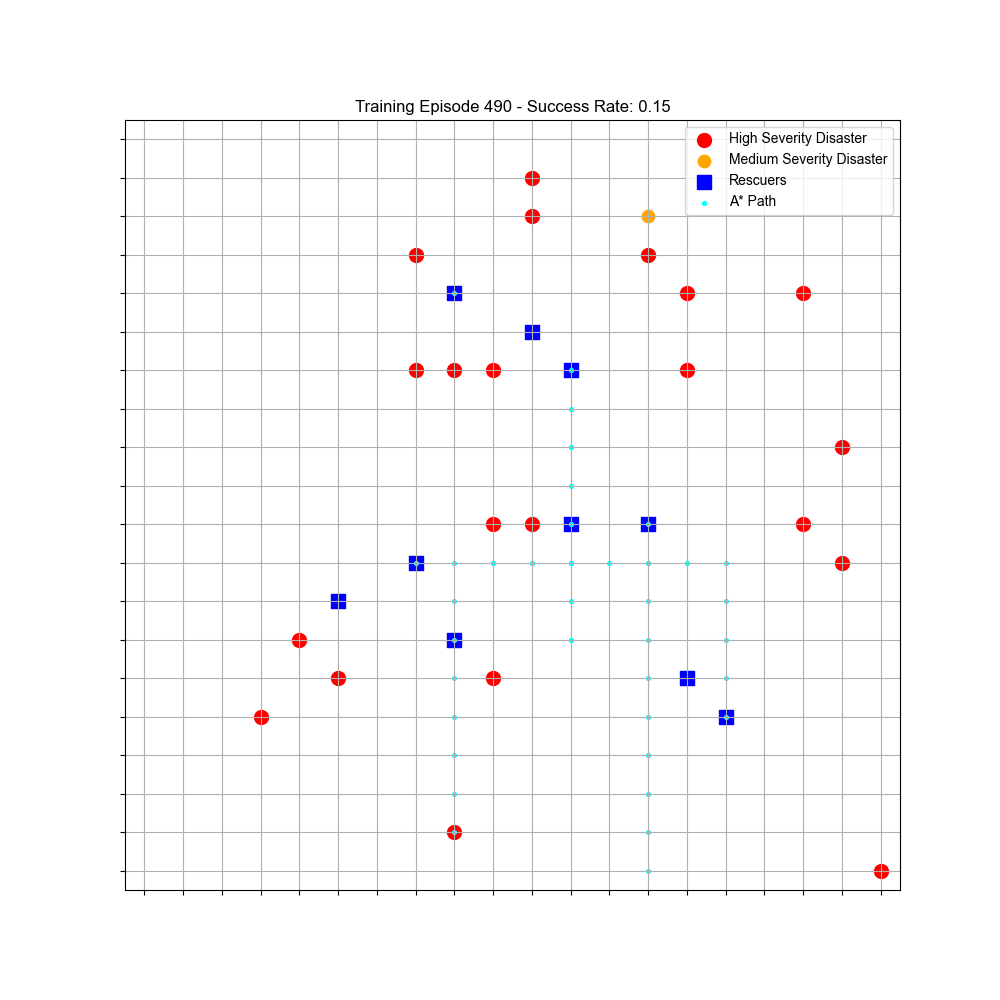 Training Episode 490 - Success Rate: 0.15
High Severity Disaster
Medium Severity Disaster
Rescuers
A* Path